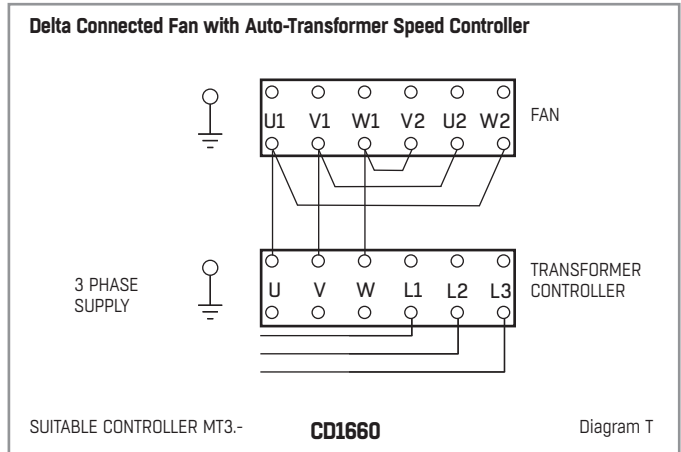 Delta Connected Fan with Auto-Transformer Speed Controller
U1 V1 W1 V2 U2 W2
FAN
3 PHASE
SUPPLY
U V W L1 L2 L3
TRANSFORMER
CONTROLLER
SUITABLE CONTROLLER MT3.-
CD1660
Diagram T